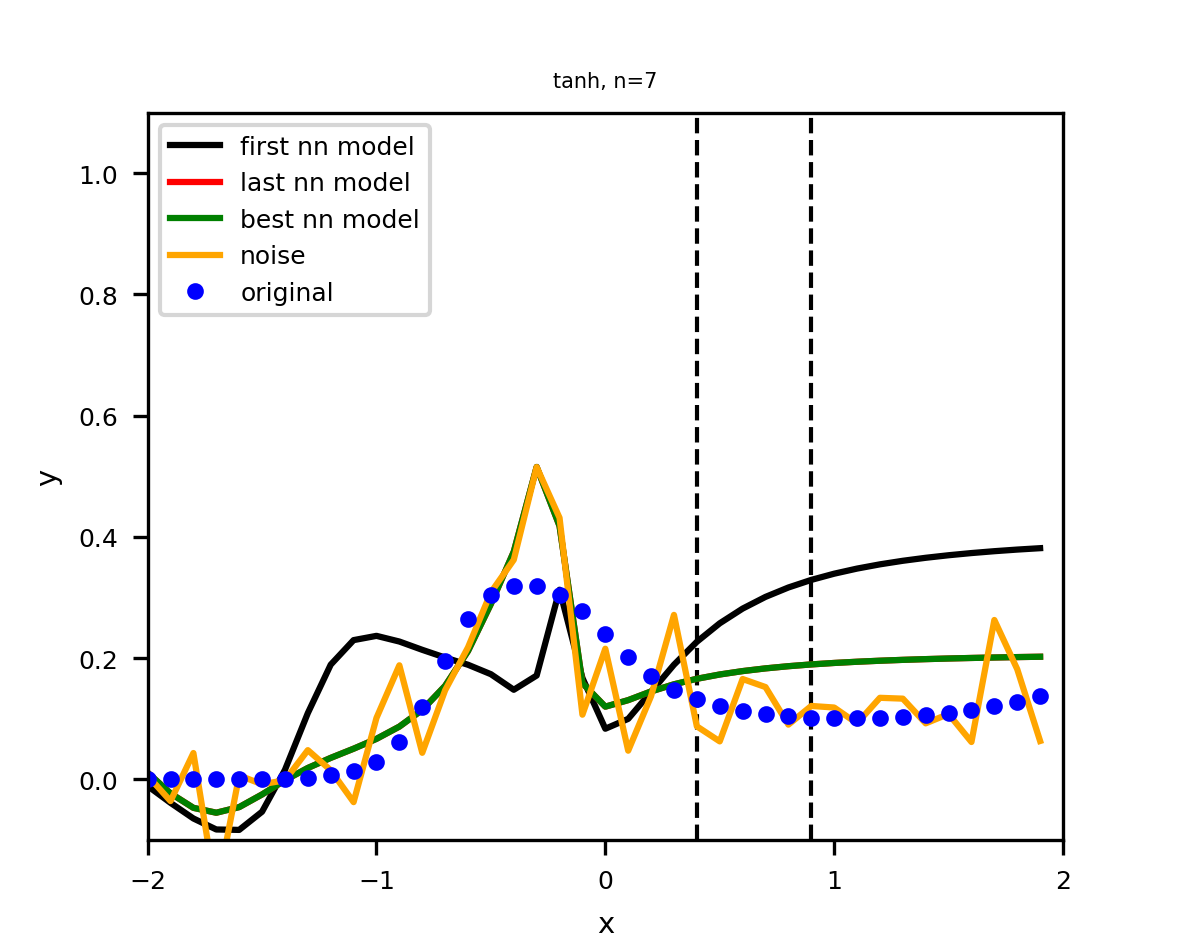 tanh, n=7
first nn model
last nn model
best nn model
noise
original
1.0
0.8
0.6
0.4
0.2
0.0
y
−2
−1
0
1
2
x